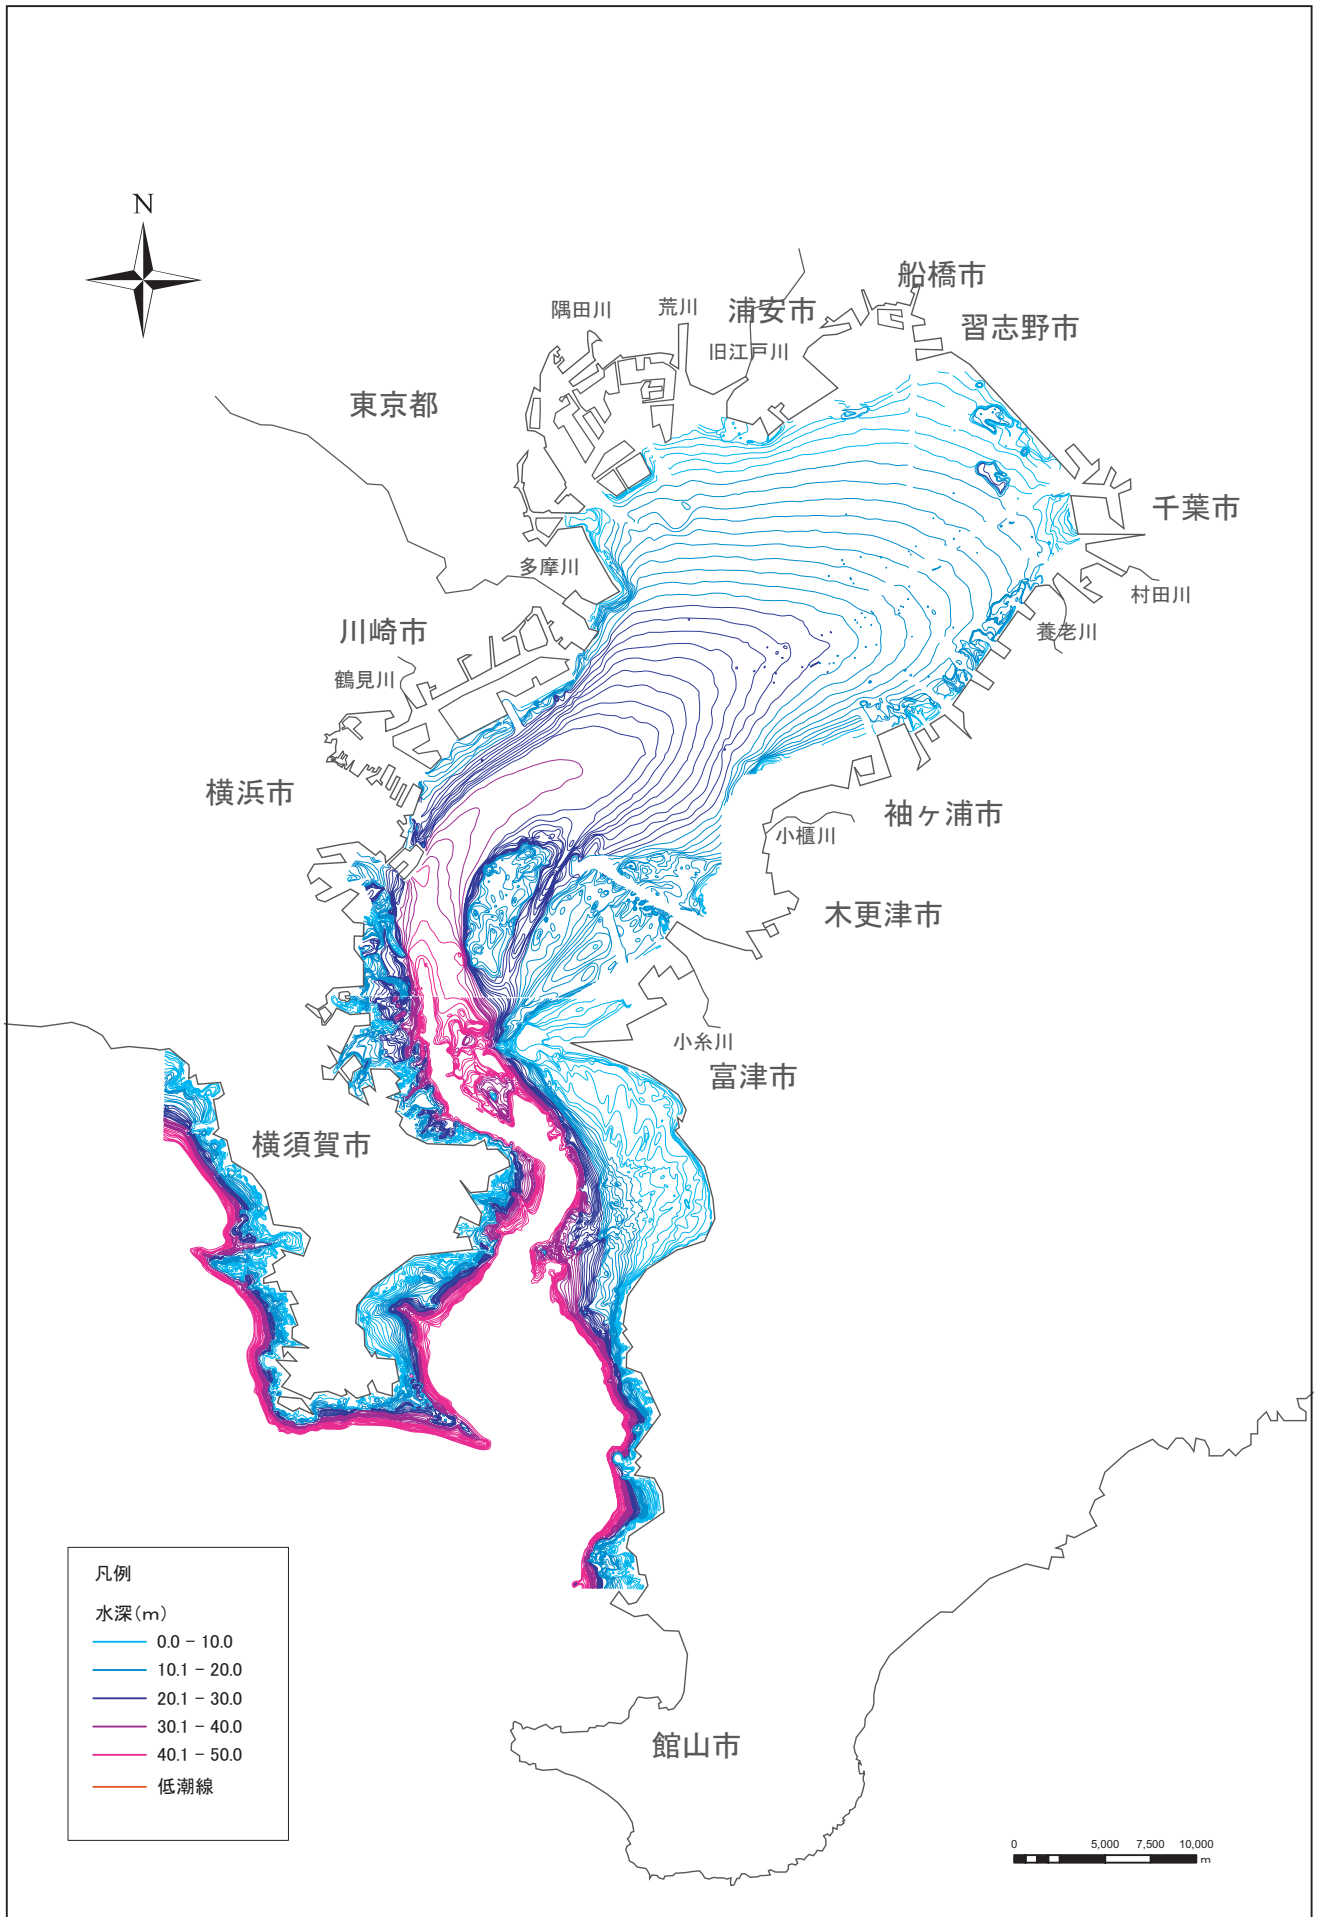 N
船橋市
隅田川
荒川
浦安市
習志野市
旧江戸川
東京都
千葉市
多摩川
村田川
川崎市
養老川
鶴見川
横浜市
袖ヶ浦市
小櫃川
木更津市
小糸川
富津市
横須賀市
館山市
凡例
水深(m)
0.0 - 10.0
10.1 - 20.0
20.1 - 30.0
30.1 - 40.0
40.1 - 50.0
低潮線
0 5,000 7,500 10,000
m